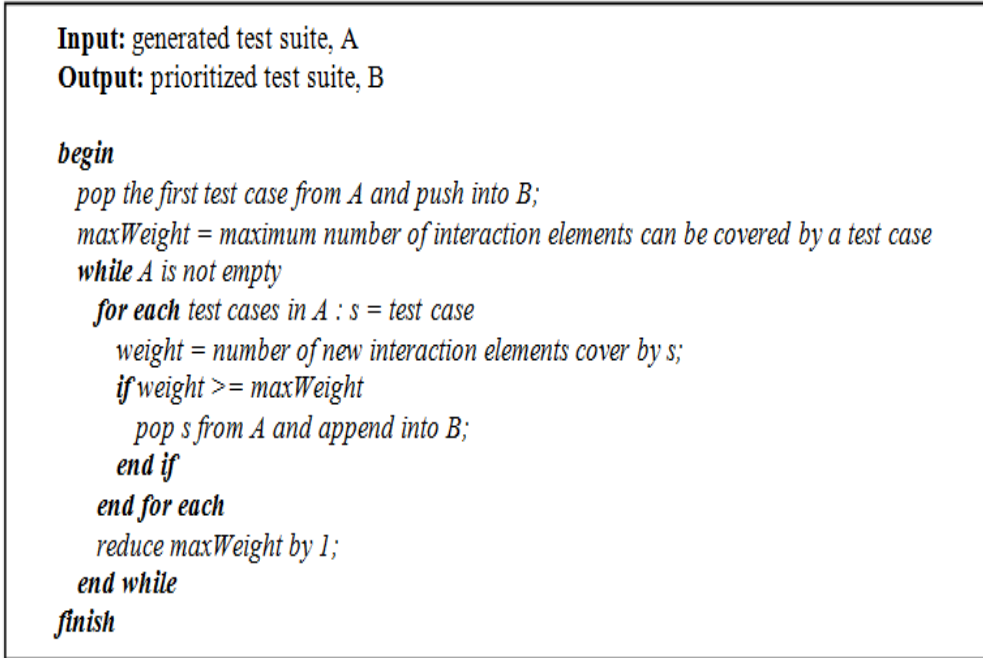 Input: generated test suite, A
Output: prioritized test suite, B
begin
pop the first test case from A and push into B;
maxWeight = maximum number of interaction elements can be covered by a test case
while A is not empty
for each test cases in A : s = test case
weight = number of new interaction elements cover by s;
if weight >= maxWeight
pop s from A and append into B;
end if
end for each
reduce maxWeight by 1;
end while
finish